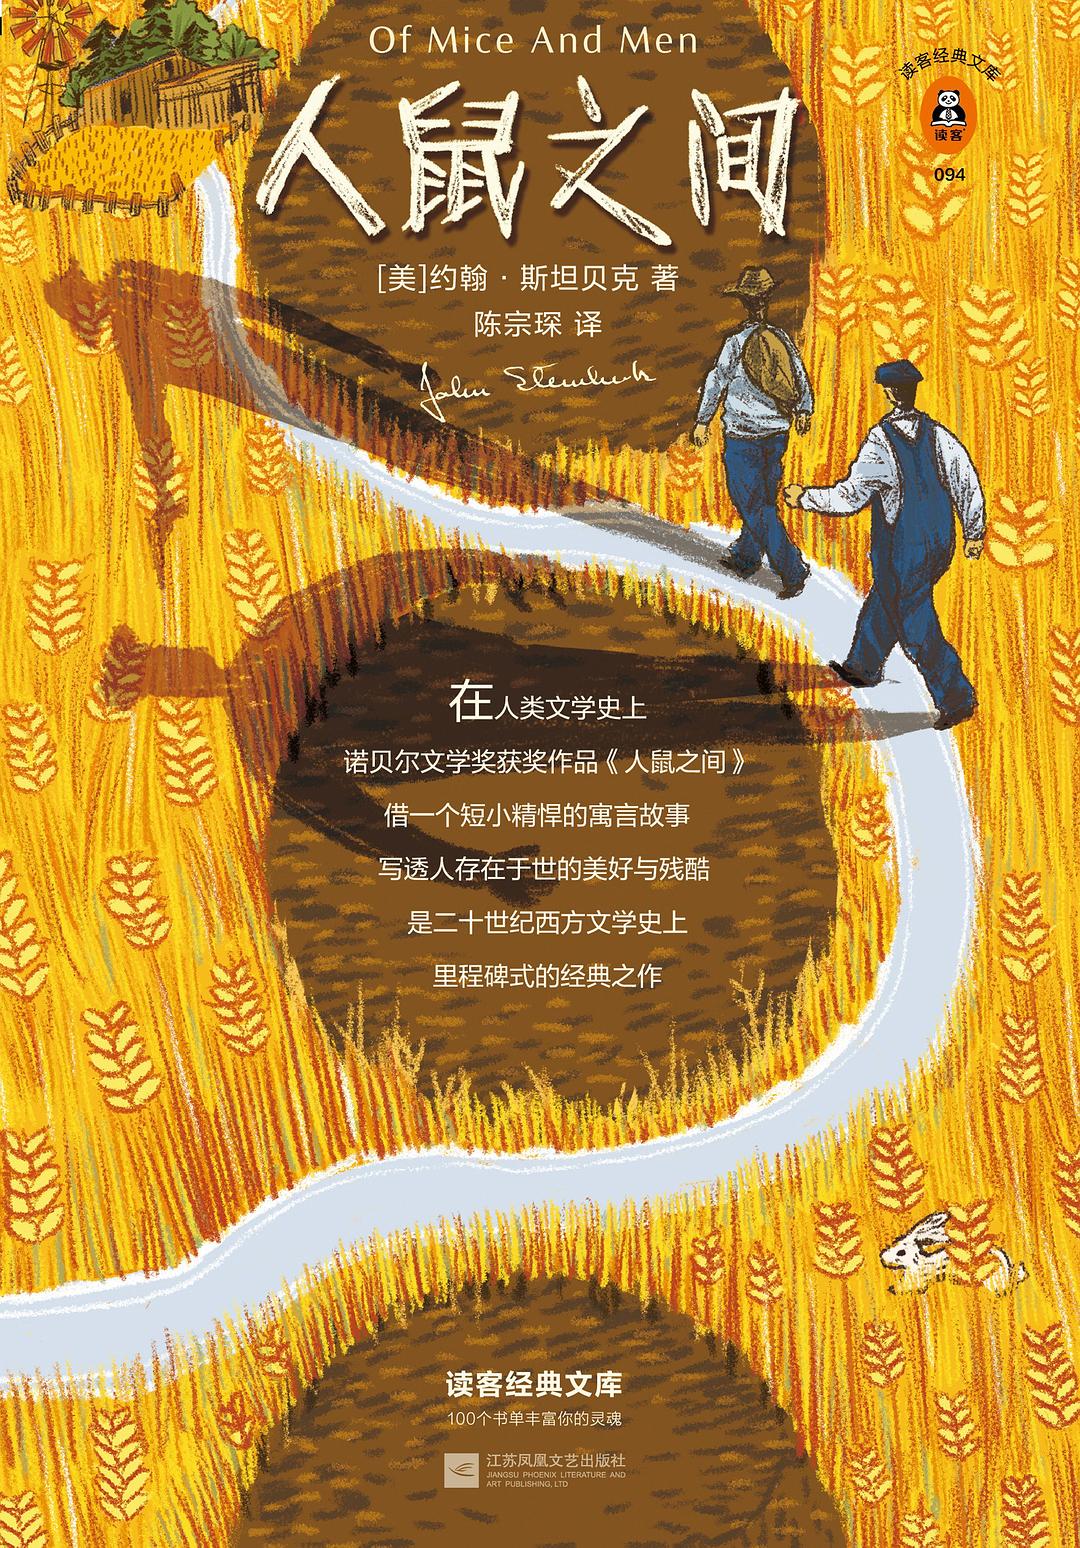 Of Mice And Men
人鼠之间
读客经典文库
读客
094
[美]约翰·斯坦贝克 著
陈宗琛 译
John Steinbeck
在人类文学史上
诺贝尔文学奖获奖作品《人鼠之间》
借一个短小精悍的寓言故事
写透人存在于世的美好与残酷
是二十世纪西方文学史上
里程碑式的经典之作
读客经典文库
100个书单丰富你的灵魂
江苏凤凰文艺出版社
JIANGSU PHOENIX LITERATURE AND
ART PUBLISHING, LTD